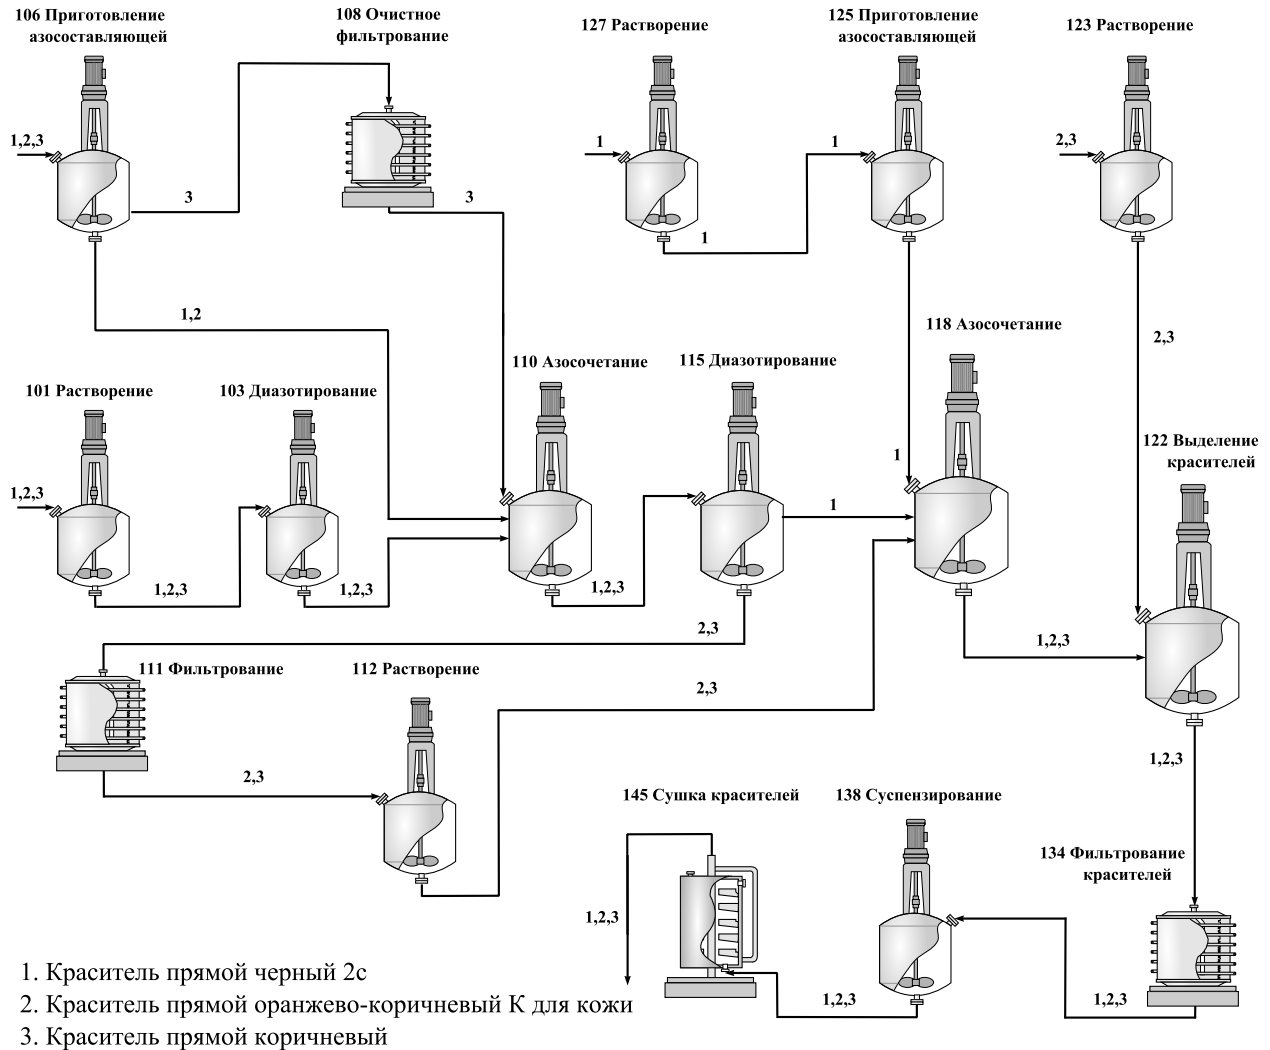 106 Приготовление
азосоставляющей
108 Очистное
фильтрование
127 Растворение
125 Приготовление
азосоставляющей
123 Растворение
1,2,3
3
3
1
1
1
2,3
1,2
2,3
118 Азосочетание
110 Азосочетание
115 Диазотирование
101 Растворение
103 Диазотирование
122 Выделение
красителей
1
1,2,3
1
1,2,3
1,2,3
1,2,3
2,3
1,2,3
111 Фильтрование
112 Растворение
2,3
2,3
1,2,3
145 Сушка красителей
138 Суспензирование
134 Фильтрование
красителей
1,2,3
1,2,3
1,2,3
1. Краситель прямой черный 2с
2. Краситель прямой оранжево-коричневый К для кожи
3. Краситель прямой коричневый